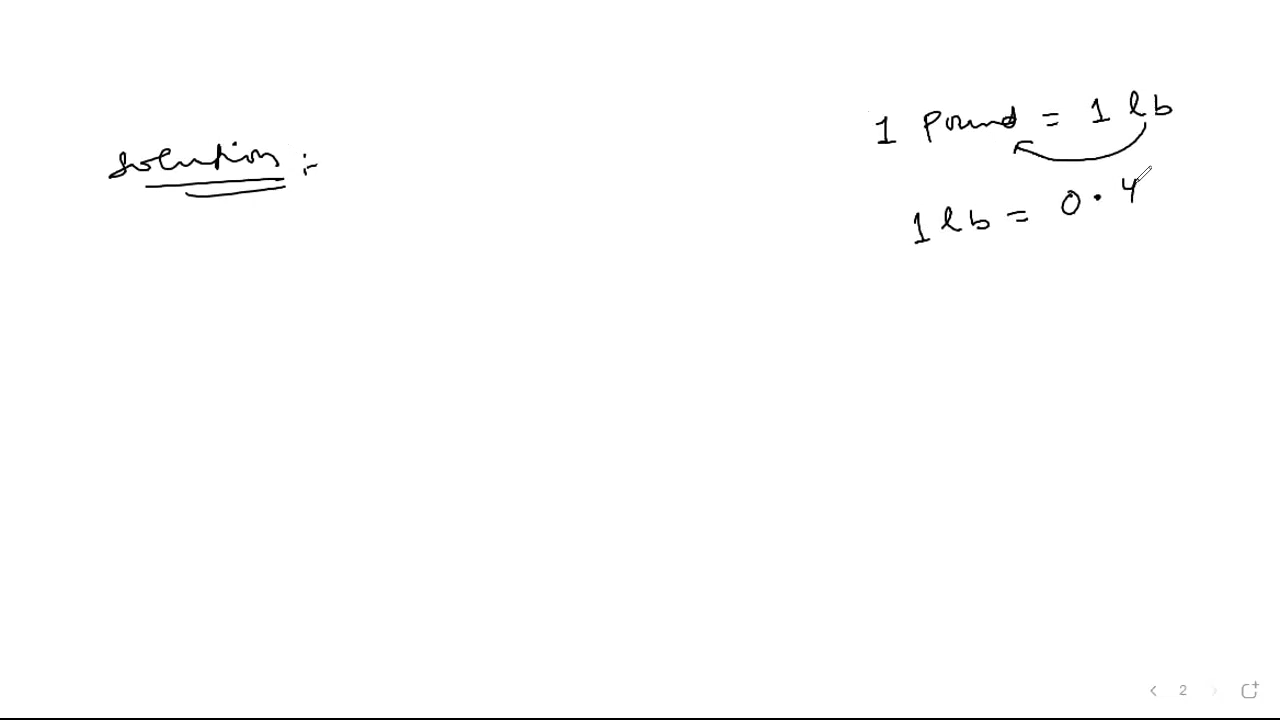 Solution :-
1 Pound = 1 lb
1 lb = 0.4
2